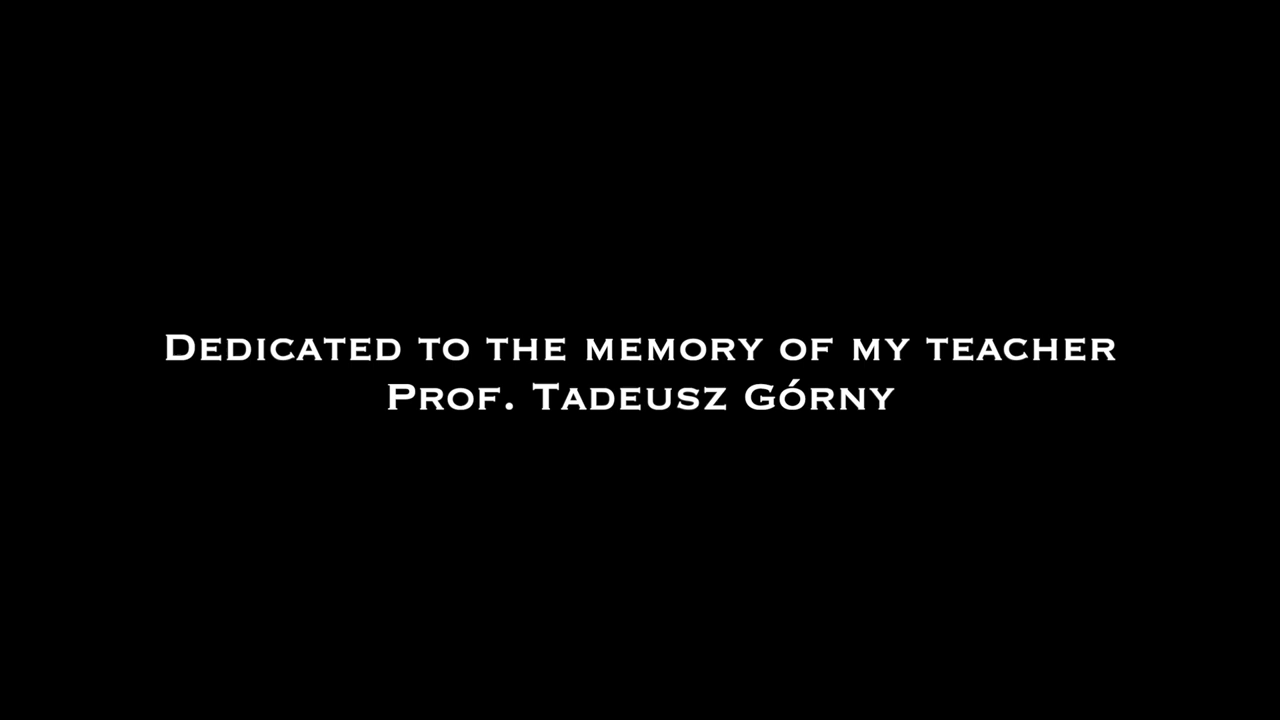 Dedicated to the memory of my teacher
Prof. Tadeusz Górny